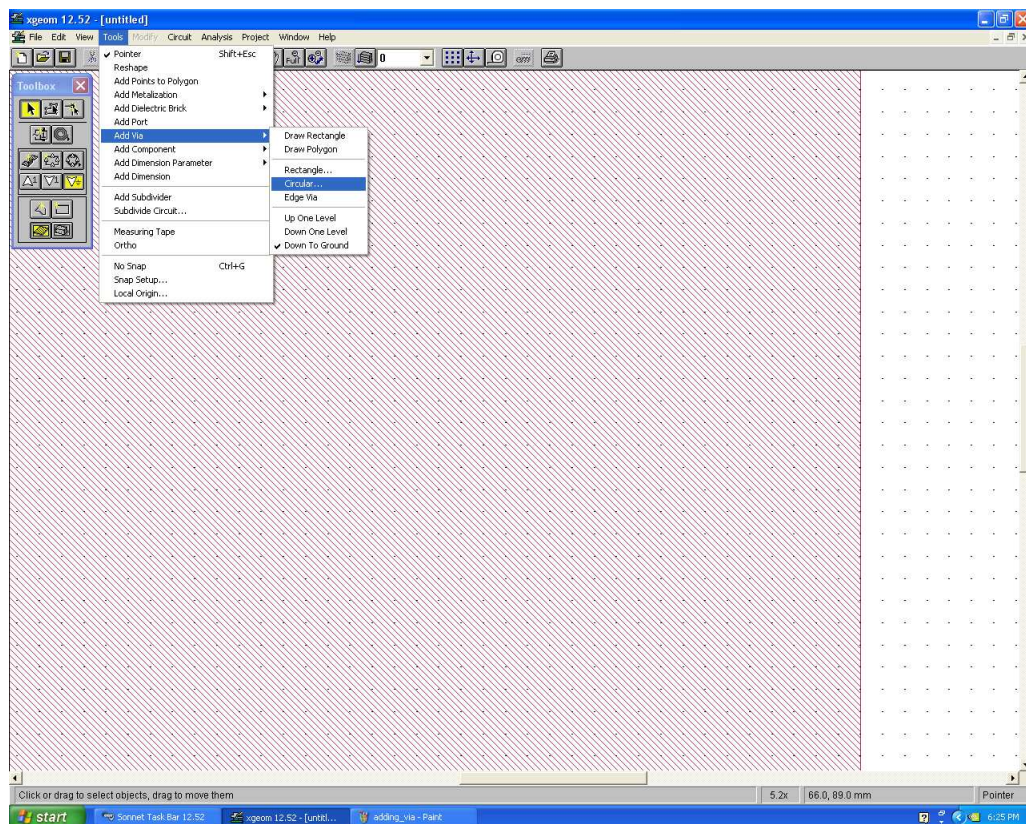 xgeom 12.52 - [untitled]
File Edit View Tools Modify Circuit Analysis Project Window Help
0
Toolbox
Pointer Shift+Esc
Reshape
Add Points to Polygon
Add Metalization
Add Dielectric Brick
Add Port
Add Via
Add Component
Add Dimension Parameter
Add Dimension
Add Subdivider
Subdivide Circuit...
Measuring Tape
Ortho
No Snap Ctrl+G
Snap Setup...
Local Origin...
Draw Rectangle
Draw Polygon
Rectangle...
Circular...
Edge Via
Up One Level
Down One Level
Down To Ground
Click or drag to select objects, drag to move them 5.2x 66.0, 89.0 mm Pointer
start Sonnet Task Bar 12.52 xgeom 12.52 - [untitl... adding_via - Paint 6:25 PM